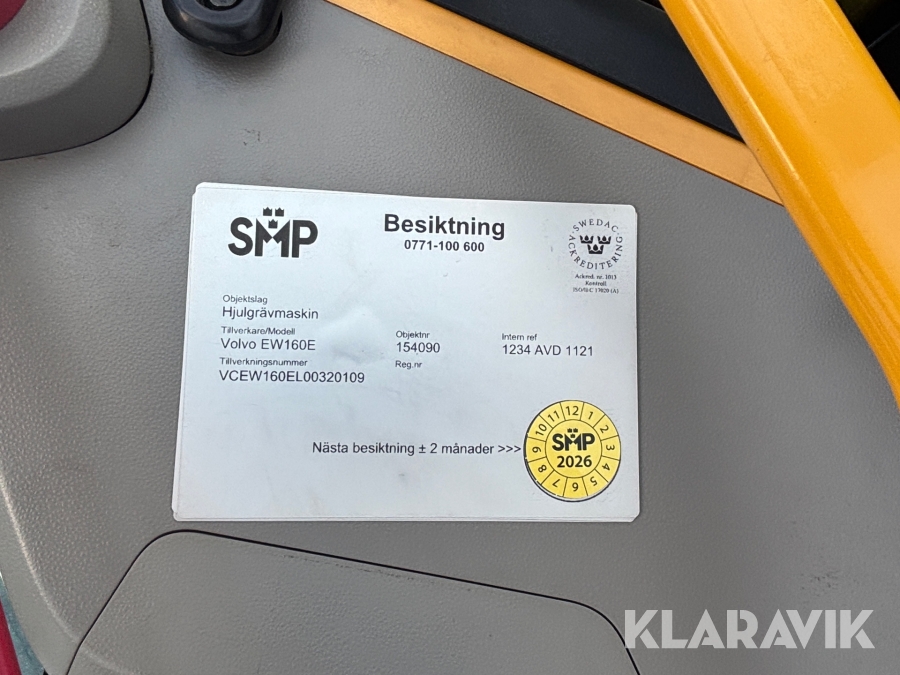 SMP
Besiktning
0771-100 600
SWEDAC
ACKREDITERING
Ackred. nr. 1813
Kontroll
ISO/IEC 17020 (A)
Objektslag
Hjulgrävmaskin
Tillverkare/Modell
Volvo EW160E
Objektnr
154090
Intern ref
1234 AVD 1121
Tillverkningsnummer
VCEW160EL00320109
Reg.nr
Nästa besiktning ± 2 månader >>>
12 1 2 3 4 5 6 7 8 9 10 11
SMP
2026
KLARAVIK